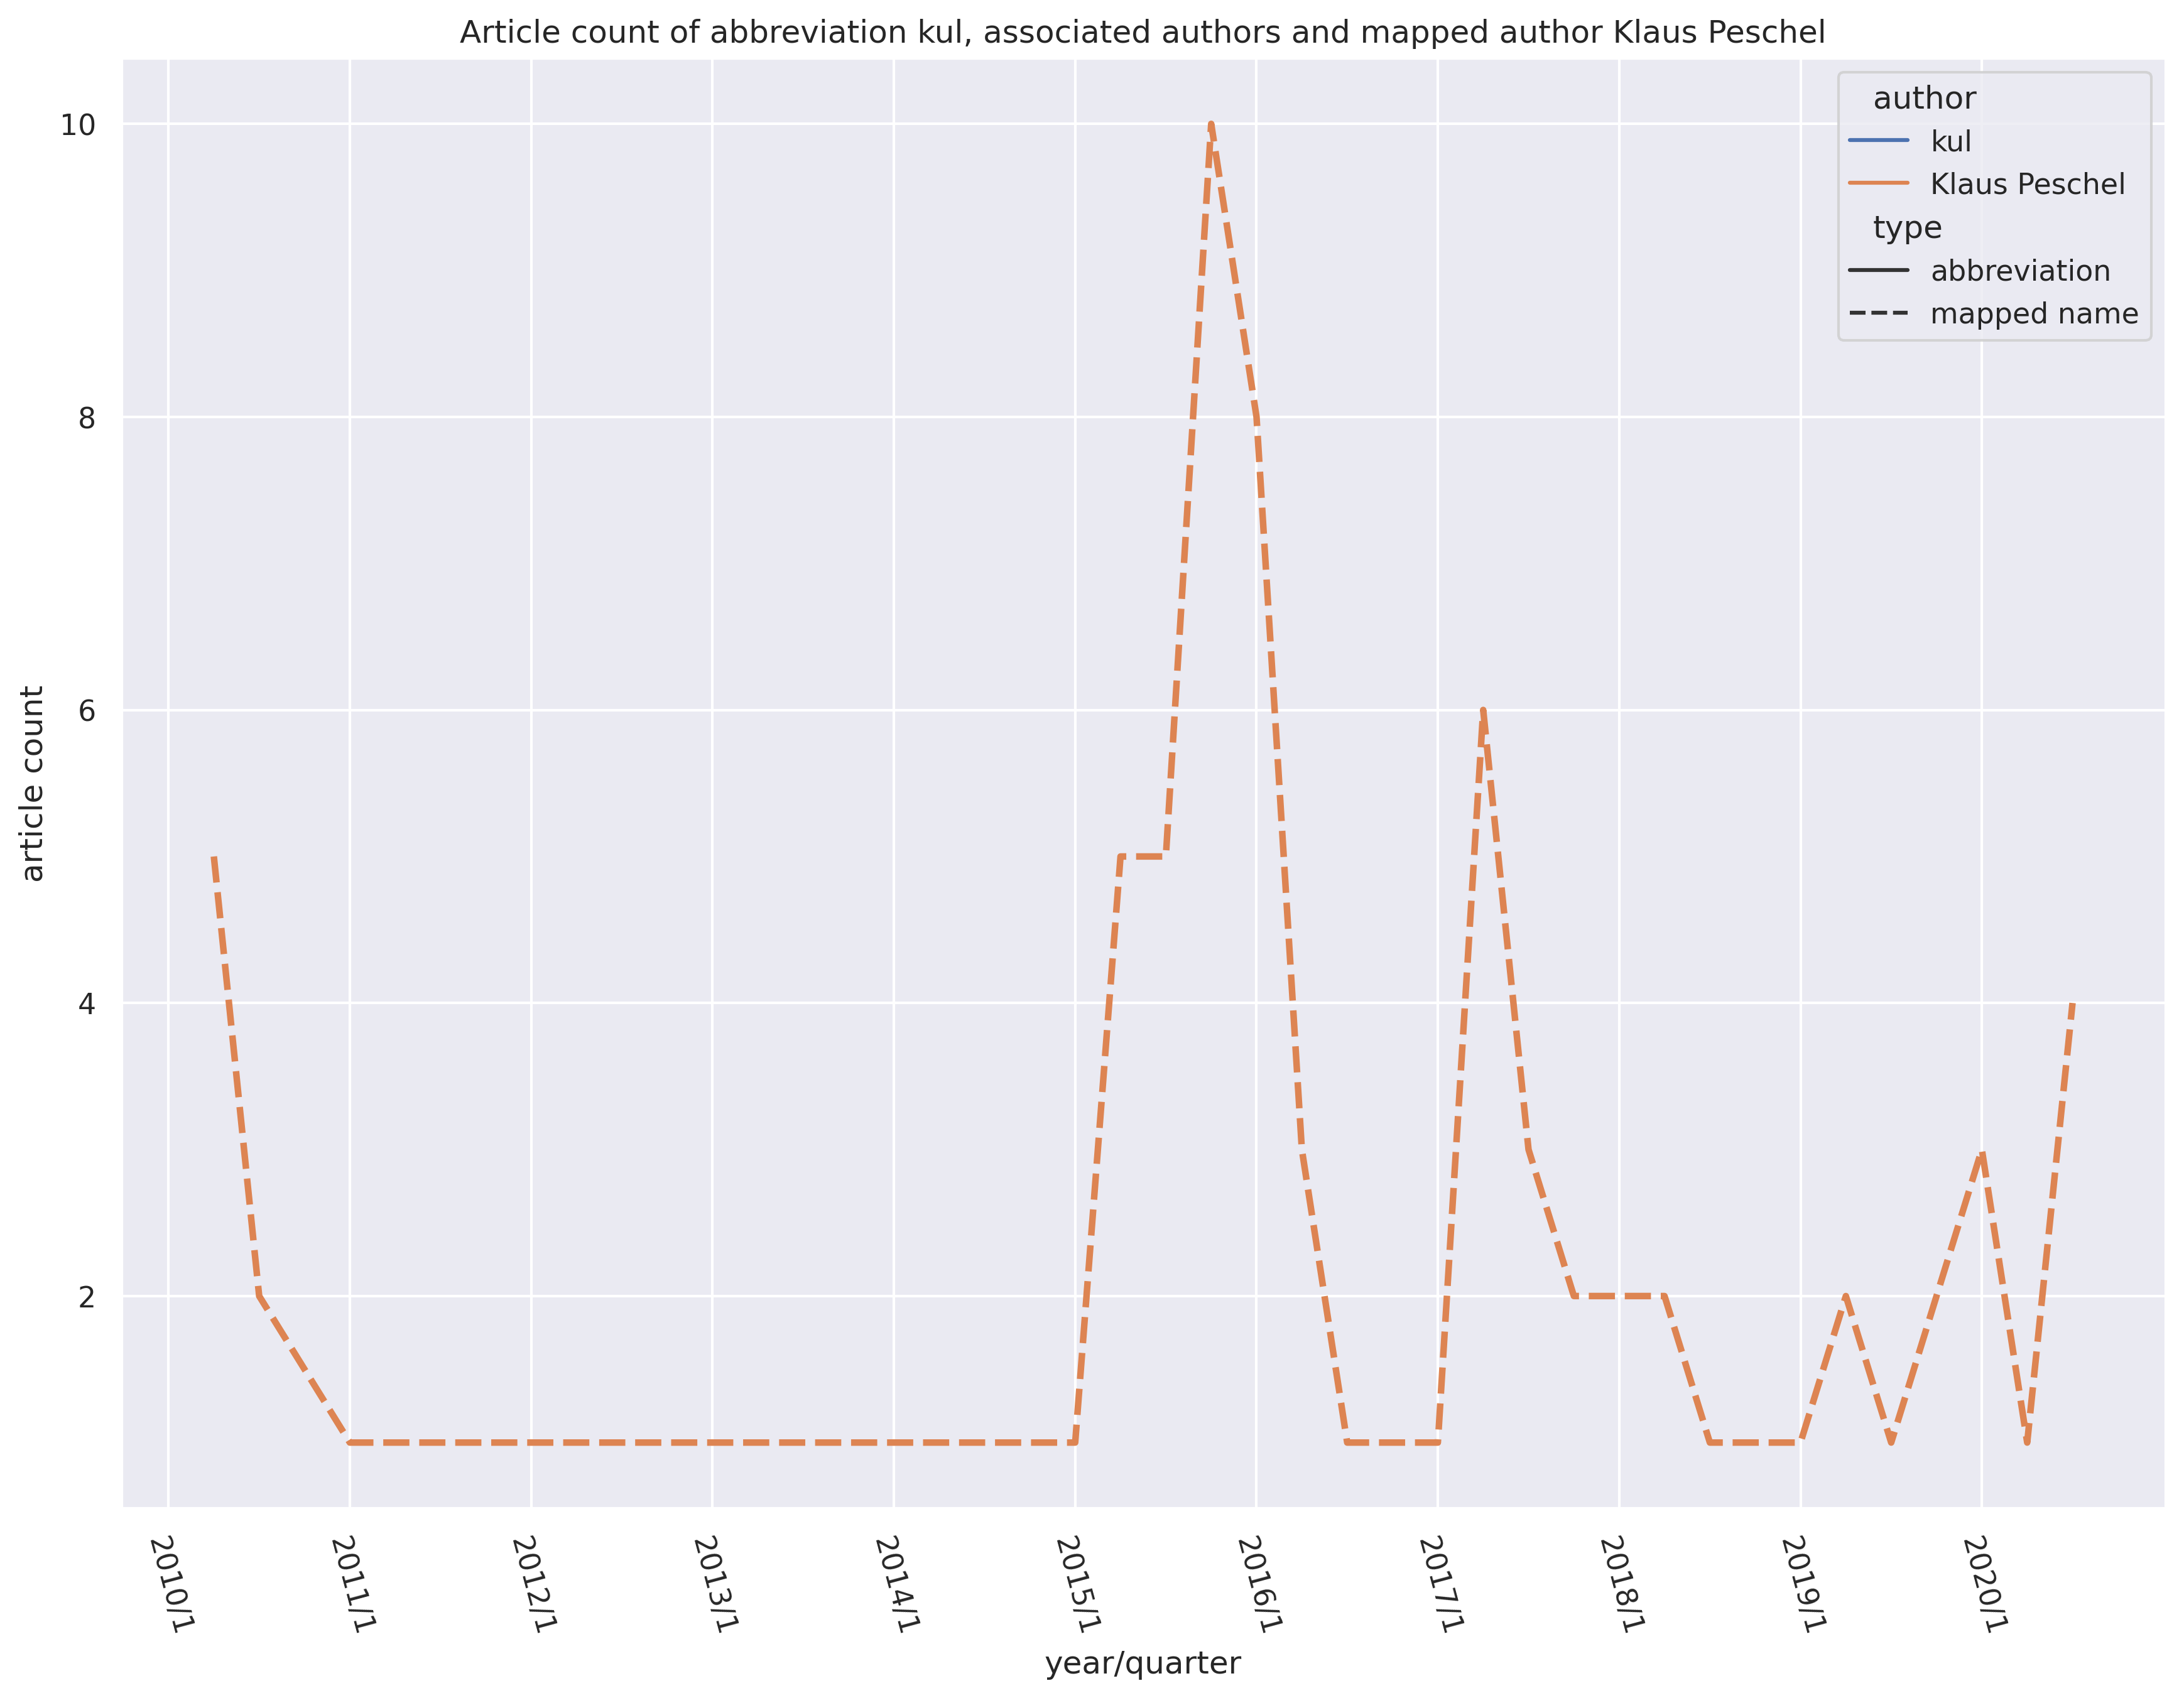 Article count of abbreviation kul, associated authors and mapped author Klaus Peschel
author
kul
Klaus Peschel
type
abbreviation
mapped name
article count
10
8
6
4
2
2010/1
2011/1
2012/1
2013/1
2014/1
2015/1
2016/1
2017/1
2018/1
2019/1
2020/1
year/quarter